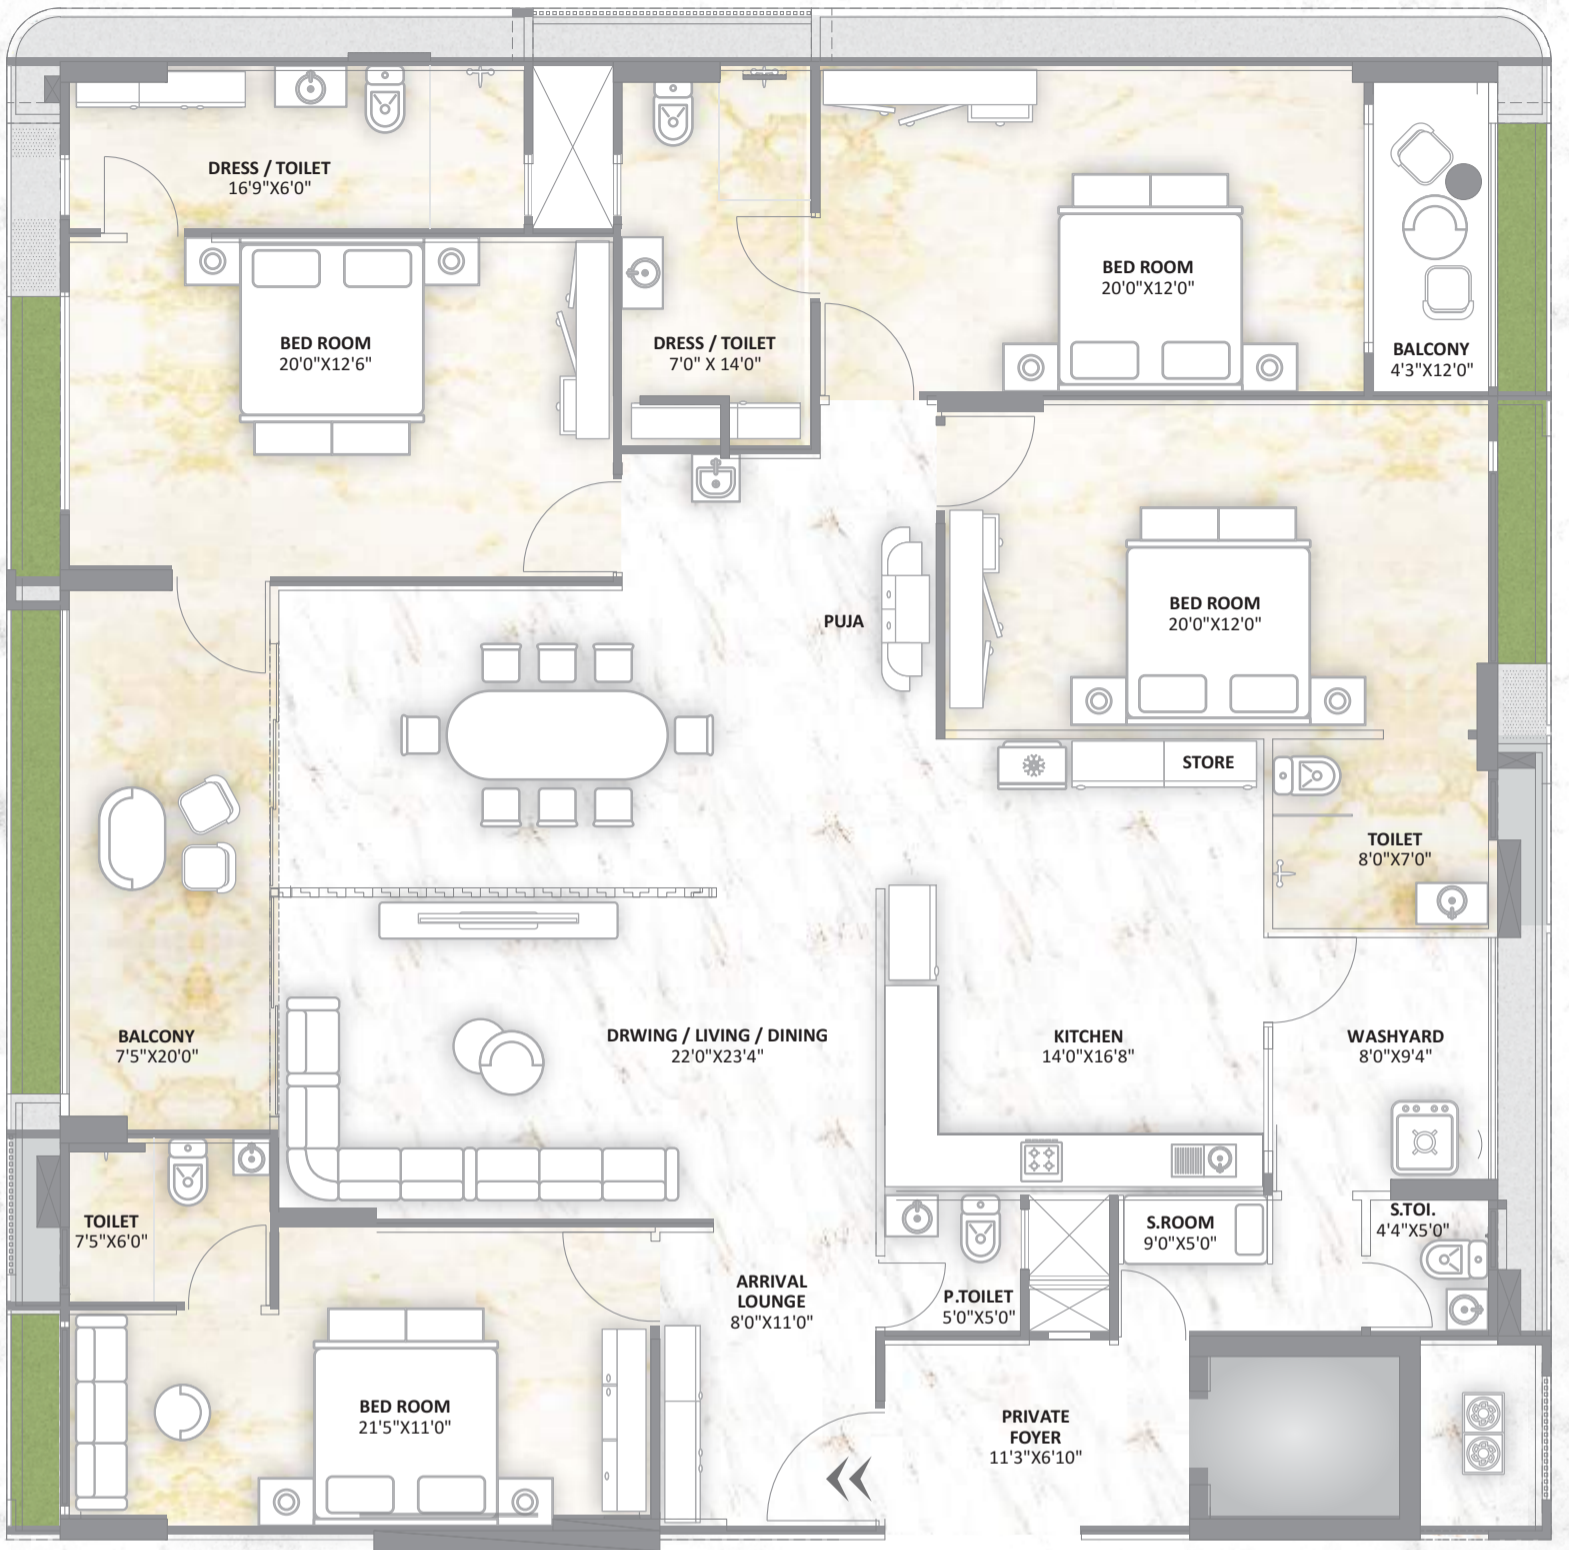 DRESS / TOILET
16'9"X6'0"
BED ROOM
20'0"X12'6"
DRESS / TOILET
7'0" X 14'0"
BED ROOM
20'0"X12'0"
BALCONY
4'3"X12'0"
BED ROOM
20'0"X12'0"
PUJA
STORE
TOILET
8'0"X7'0"
BALCONY
7'5"X20'0"
DRWING / LIVING / DINING
22'0"X23'4"
KITCHEN
14'0"X16'8"
WASHYARD
8'0"X9'4"
TOILET
7'5"X6'0"
S.ROOM
9'0"X5'0"
S.TOI.
4'4"X5'0"
ARRIVAL
LOUNGE
8'0"X11'0"
P.TOILET
5'0"X5'0"
BED ROOM
21'5"X11'0"
PRIVATE
FOYER
11'3"X6'10"